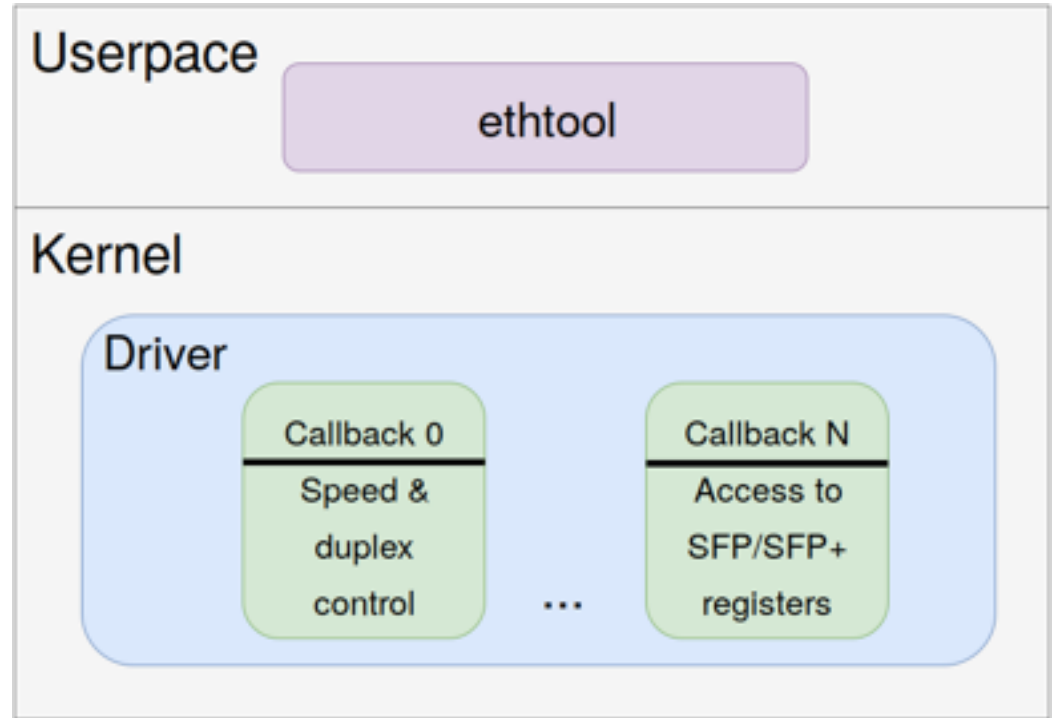 Userpace
ethtool
Kernel
Driver
Callback 0
Speed &
duplex
control
...
Callback N
Access to
SFP/SFP+
registers